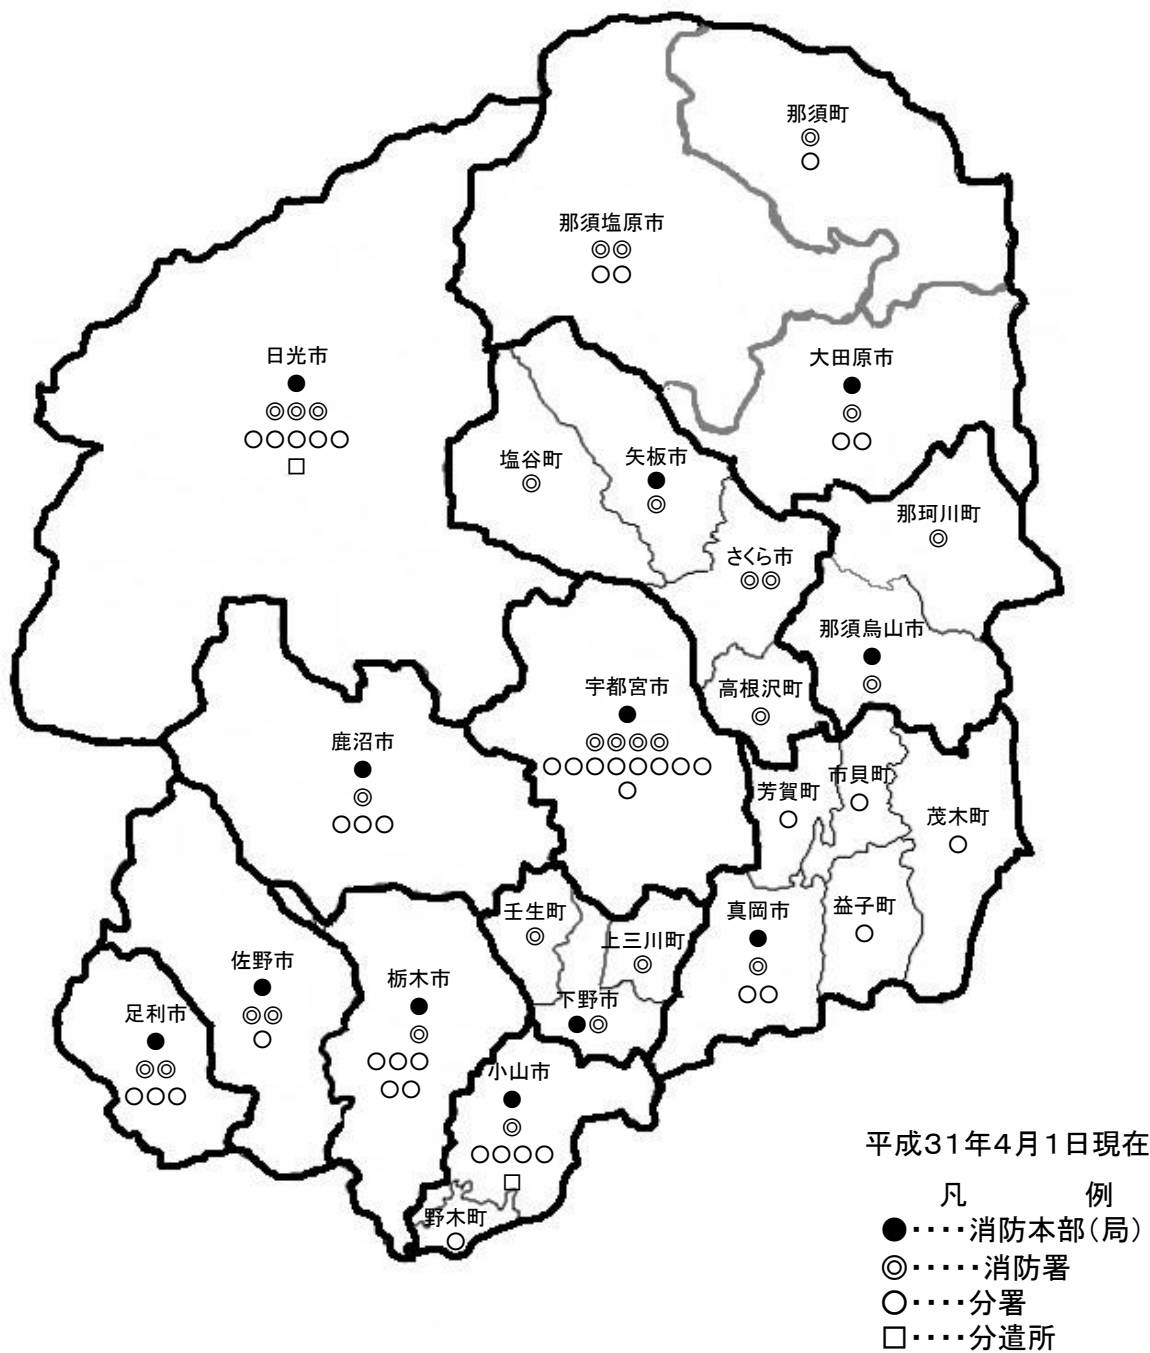 那須町
◎
○
那須塩原市
◎◎
○○
日光市
●
◎◎◎
○○○○○
□
大田原市
●
◎
○○
塩谷町
◎
矢板市
●
◎
那珂川町
◎
さくら市
◎◎
那須烏山市
●
◎
高根沢町
◎
宇都宮市
●
◎◎◎◎
○○○○○○○○
○
鹿沼市
●
◎
○○○
芳賀町
○
市貝町
○
茂木町
○
壬生町
◎
上三川町
◎
真岡市
●
◎
○○
益子町
○
佐野市
●
◎◎
○
栃木市
●
◎
○○○
○○
下野市
●◎
足利市
●
◎◎
○○○
小山市
●
◎
○○○○
□
野木町
○
平成31年4月1日現在
凡 例
●････消防本部(局)
◎･････消防署
○････分署
□････分遣所